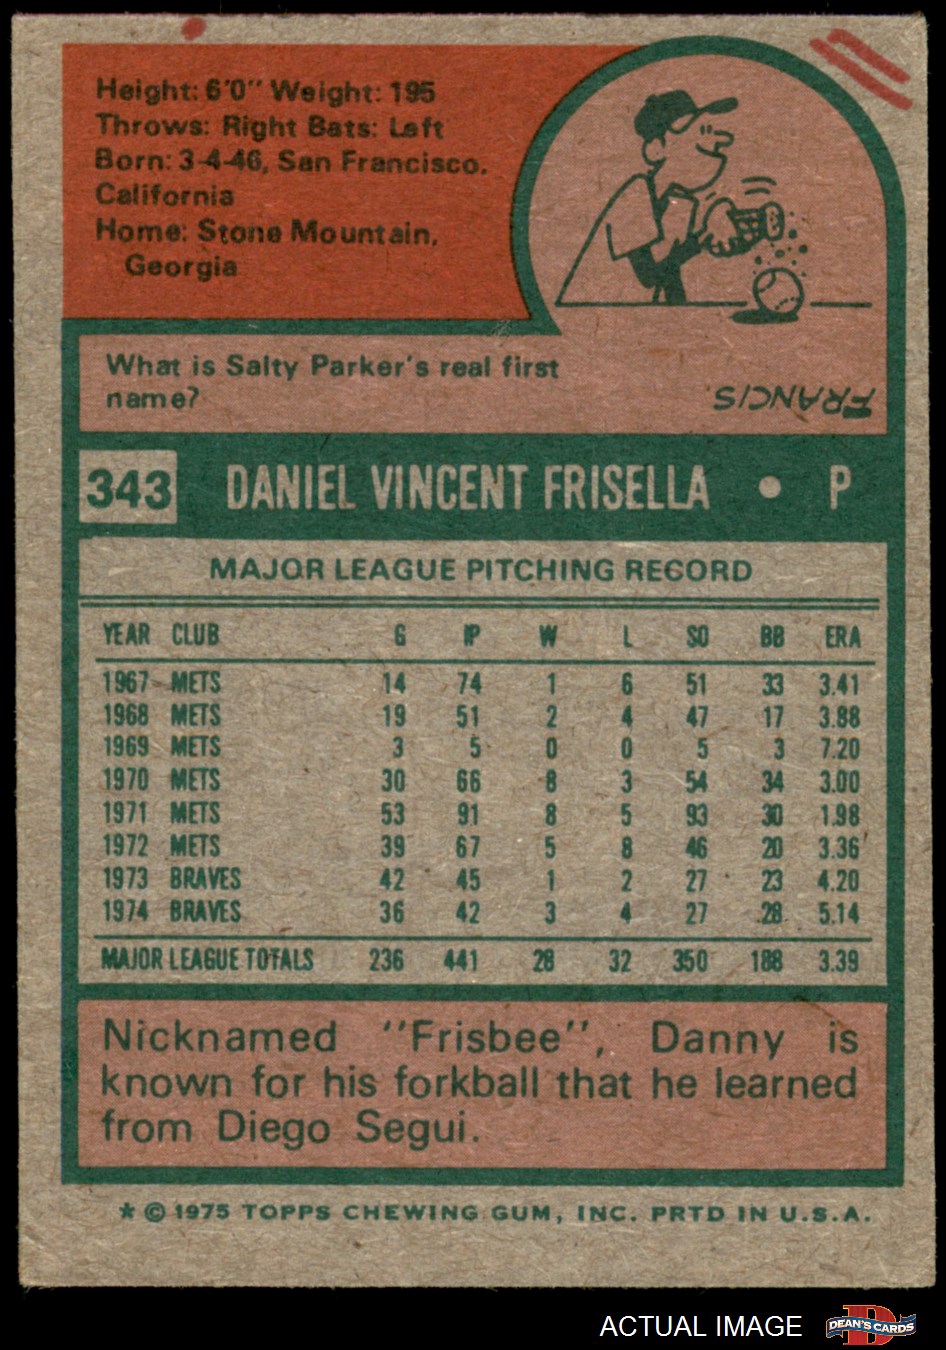 Height: 6'0" Weight: 195
Throws: Right Bats: Left
Born: 3-4-46, San Francisco,
California
Home: Stone Mountain,
Georgia
What is Salty Parker's real first
name?
FRANCIS.
343 DANIEL VINCENT FRISELLA • P
MAJOR LEAGUE PITCHING RECORD
YEAR CLUB G IP W L SO BB ERA
1967 METS 14 74 1 6 51 33 3.41
1968 METS 19 51 2 4 47 17 3.88
1969 METS 3 5 0 0 5 3 7.20
1970 METS 30 66 8 3 54 34 3.00
1971 METS 53 91 8 5 93 30 1.98
1972 METS 39 67 5 8 46 20 3.36
1973 BRAVES 42 45 1 2 27 23 4.20
1974 BRAVES 36 42 3 4 27 28 5.14
MAJOR LEAGUE TOTALS 236 441 28 32 350 188 3.39
Nicknamed "Frisbee", Danny is
known for his forkball that he learned
from Diego Segui.
* © 1975 TOPPS CHEWING GUM, INC. PRTD IN U.S.A.
ACTUAL IMAGE D DEAN'S CARDS